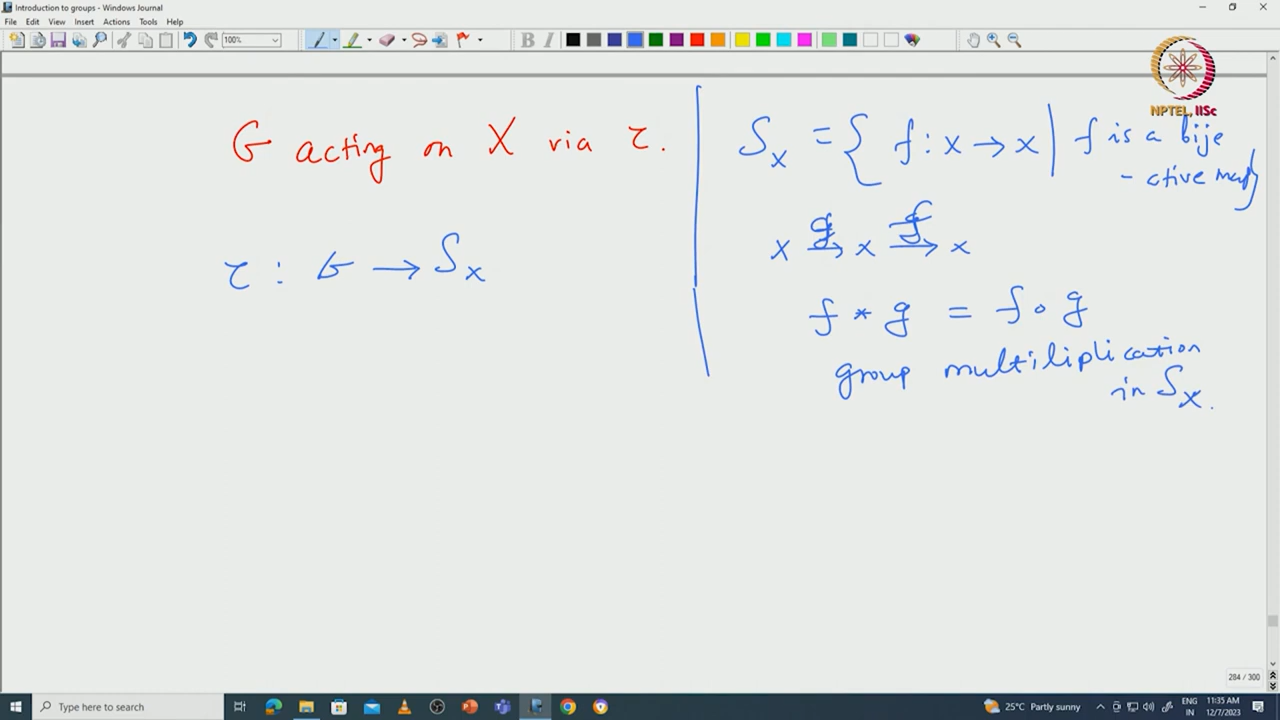 Introduction to groups - Windows Journal
File Edit View Insert Actions Tools Help
100%
B I
NPTEL, IISc
G acting on X via τ.
τ : G → S_X
S_X = { f : X → X | f is a bije
- ctive map}
X g→ X f→ X
f * g = f ∘ g
group multiliplication
in S_X.
284 / 300
Type here to search
25°C Partly sunny
ENG
IN
11:35 AM
12/7/2023